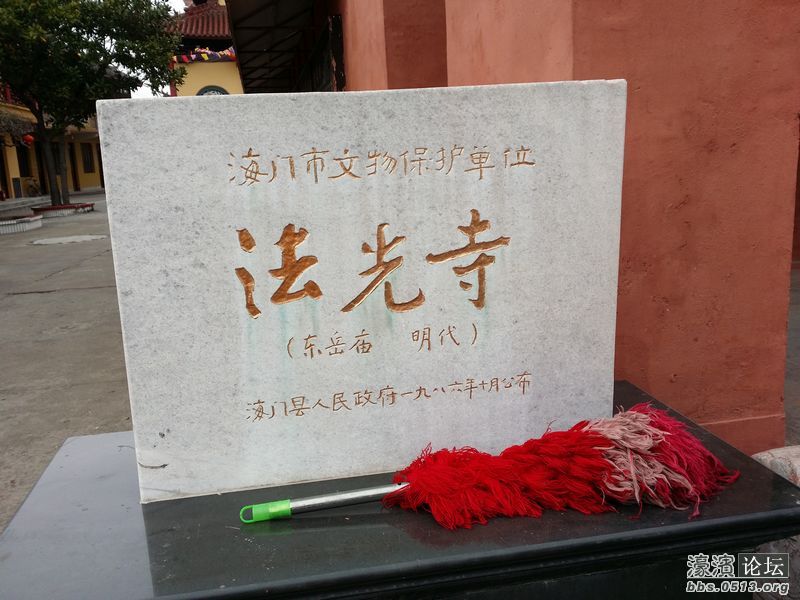 海门市文物保护单位
法光寺
(东岳庙 明代)
海门县人民政府一九八六年十月公布
濠滨论坛
bbs.0513.org